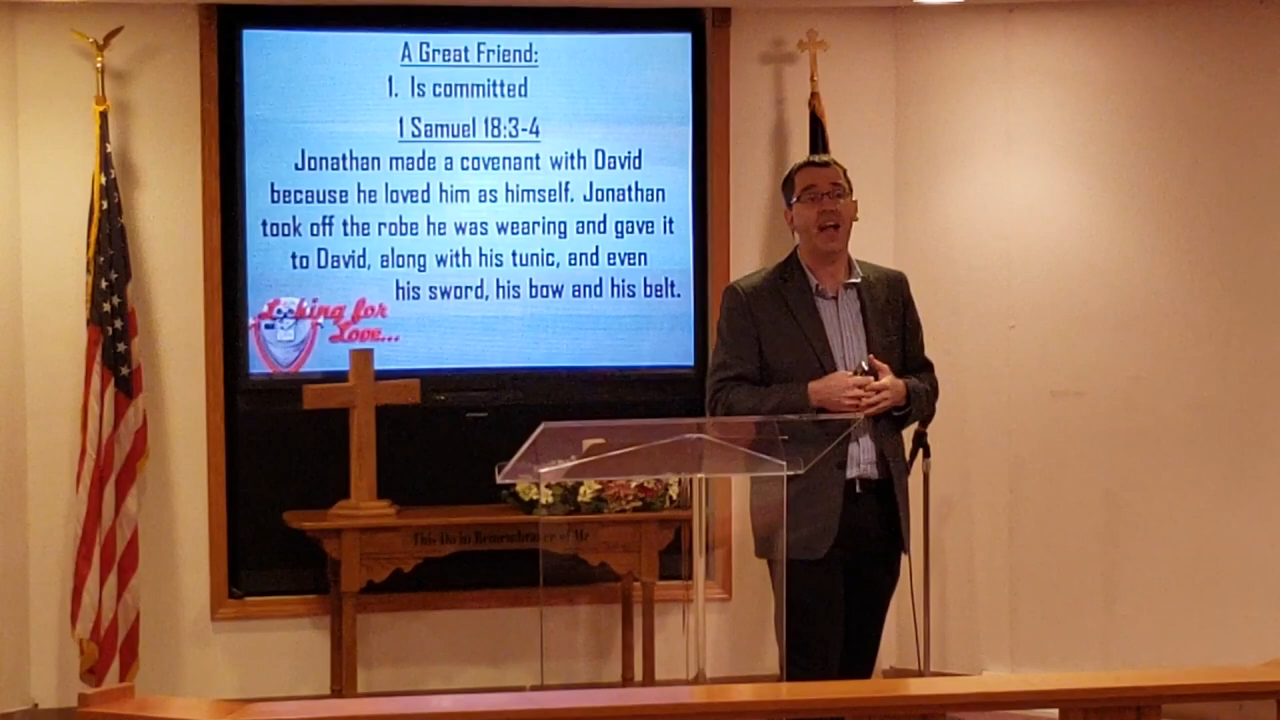 A Great Friend:
1. Is committed
1 Samuel 18:3-4
Jonathan made a covenant with David
because he loved him as himself. Jonathan
took off the robe he was wearing and gave it
to David, along with his tunic, and even
his sword, his bow and his belt.
Looking for
Love...
This Do in Remembrance of Me